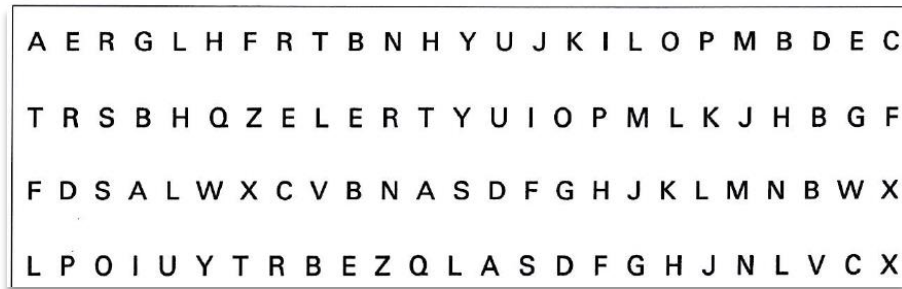 A E R G L H F R T B N H Y U J K I L O P M B D E C
T R S B H Q Z E L E R T Y U I O P M L K J H B G F
F D S A L W X C V B N A S D F G H J K L M N B W X
L P O I U Y T R B E Z Q L A S D F G H J N L V C X